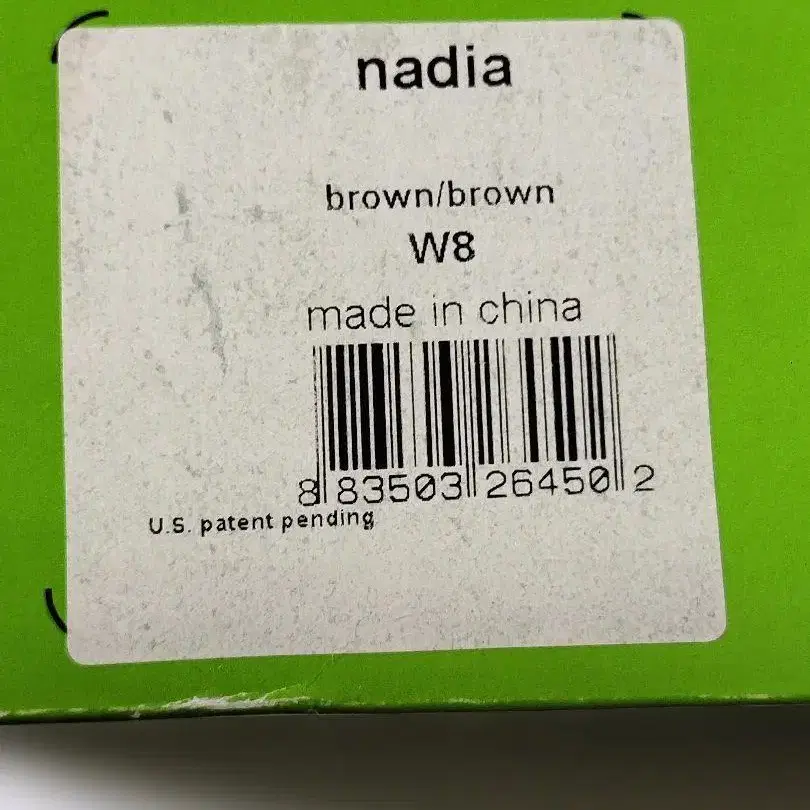 nadia
brown/brown
W8
made in china
8 83503 26450 2
U.S. patent pending